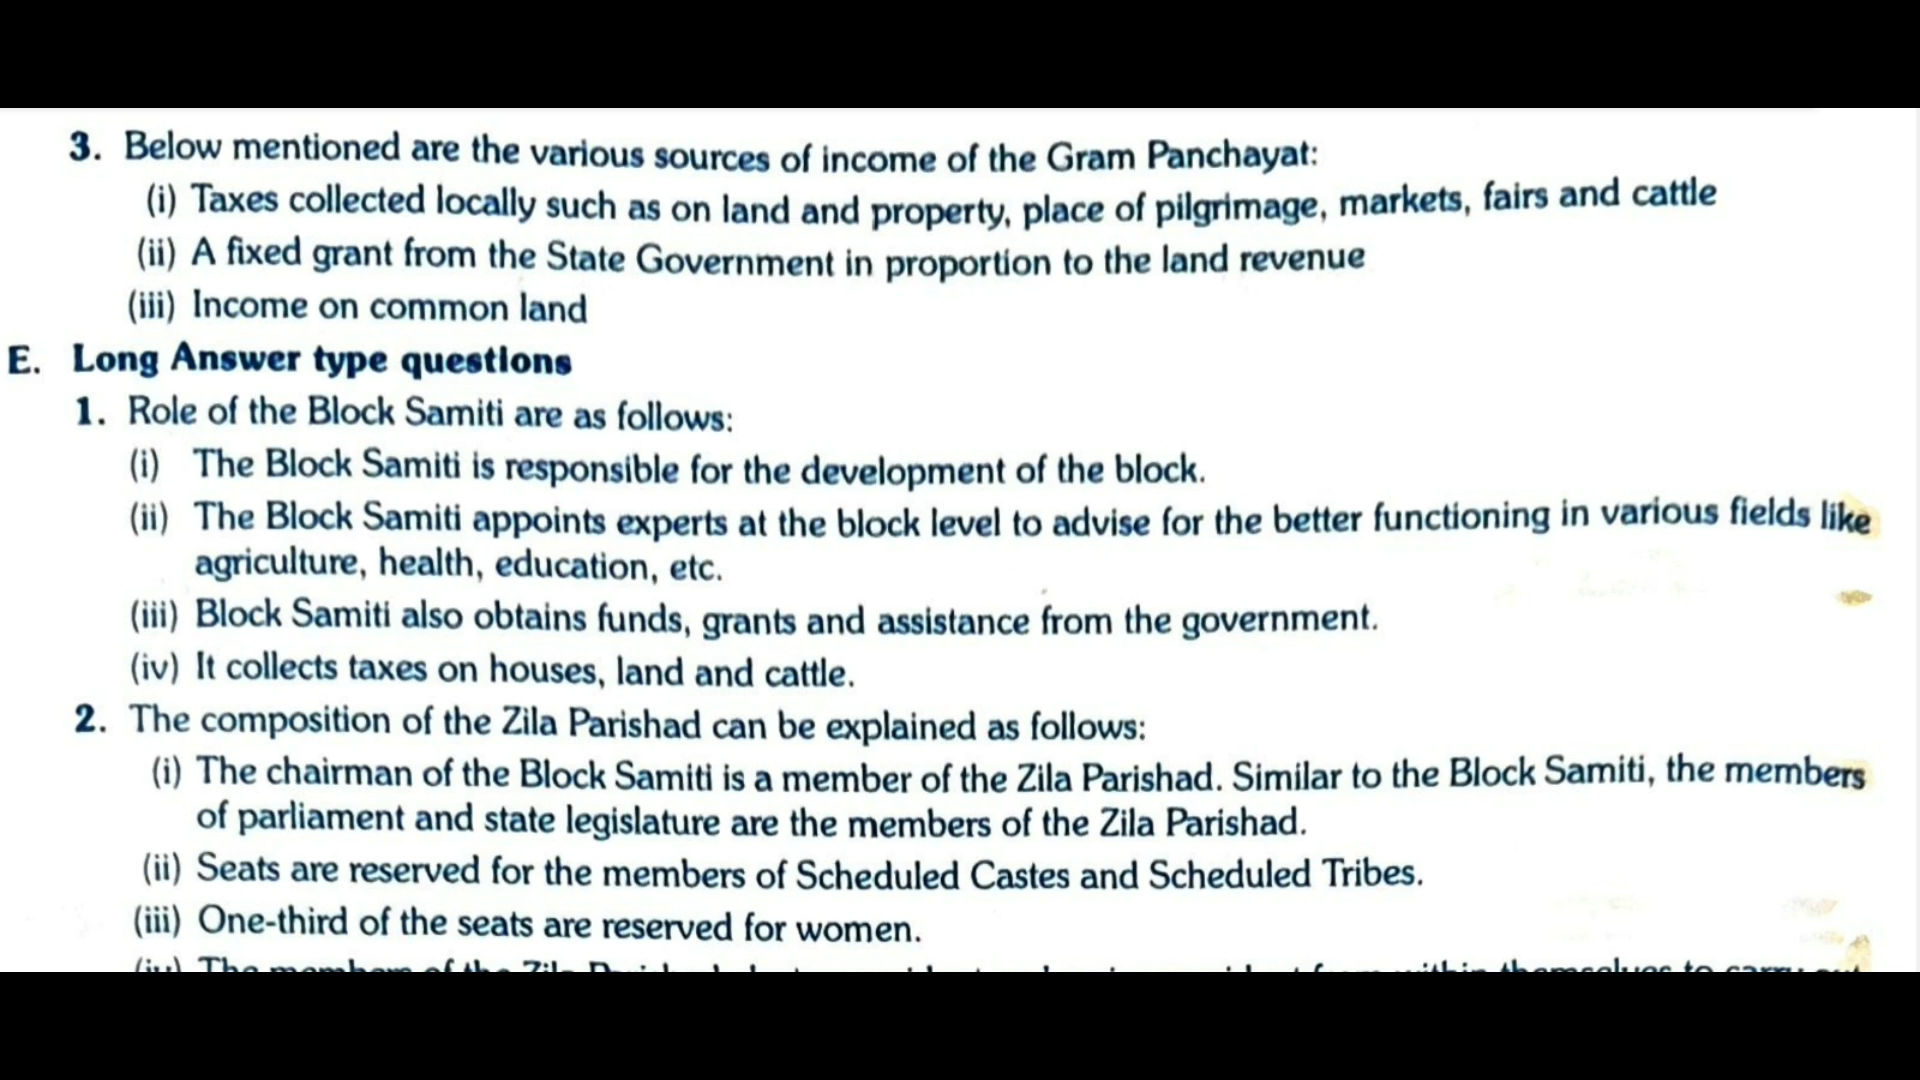 3. Below mentioned are the various sources of income of the Gram Panchayat:
(i) Taxes collected locally such as on land and property, place of pilgrimage, markets, fairs and cattle
(ii) A fixed grant from the State Government in proportion to the land revenue
(iii) Income on common land
E. Long Answer type questions
1. Role of the Block Samiti are as follows:
(i) The Block Samiti is responsible for the development of the block.
(ii) The Block Samiti appoints experts at the block level to advise for the better functioning in various fields like
agriculture, health, education, etc.
(iii) Block Samiti also obtains funds, grants and assistance from the government.
(iv) It collects taxes on houses, land and cattle.
2. The composition of the Zila Parishad can be explained as follows:
(i) The chairman of the Block Samiti is a member of the Zila Parishad. Similar to the Block Samiti, the members
of parliament and state legislature are the members of the Zila Parishad.
(ii) Seats are reserved for the members of Scheduled Castes and Scheduled Tribes.
(iii) One-third of the seats are reserved for women.
(iv) The members of the Zila